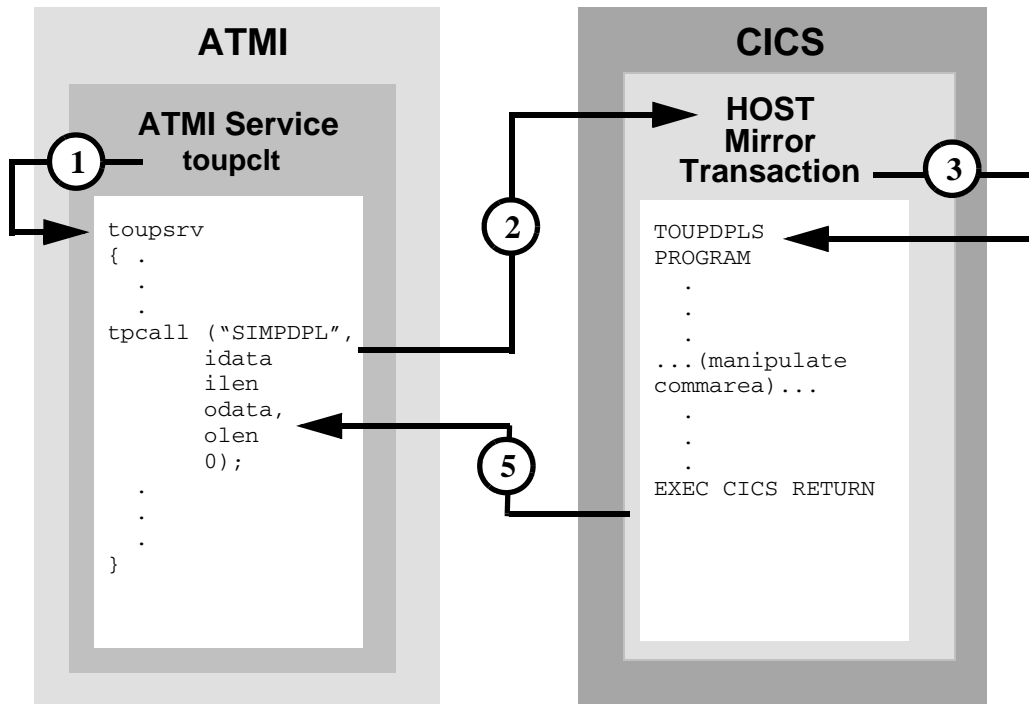 ATMI
ATMI Service
toupclt
1
toupsrv
{ .
.
.
tpcall (“SIMPDPL”,
idata
ilen
odata,
olen
0);
.
.
.
}
2
5
CICS
HOST
Mirror
Transaction
3
TOUPDPLS
PROGRAM
.
.
.
...(manipulate
commarea)...
.
.
.
EXEC CICS RETURN